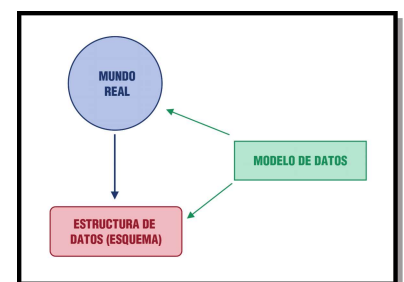 MUNDO
REAL
MODELO DE DATOS
ESTRUCTURA DE
DATOS (ESQUEMA)